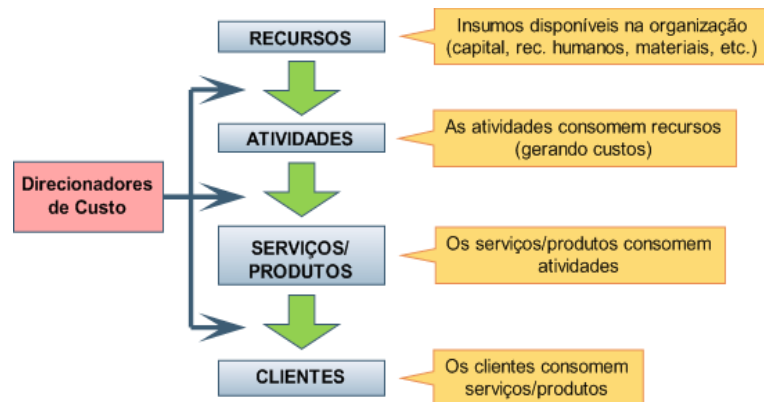 RECURSOS
Insumos disponíveis na organização
(capital, rec. humanos, materiais, etc.)
ATIVIDADES
As atividades consomem recursos
(gerando custos)
Direcionadores
de Custo
SERVIÇOS/
PRODUTOS
Os serviços/produtos consomem
atividades
CLIENTES
Os clientes consomem
serviços/produtos